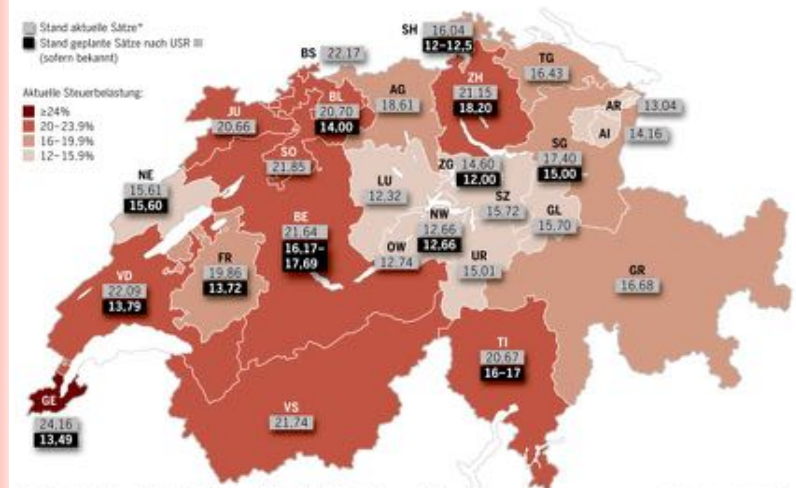 Stand aktuelle Sätze*
Stand geplante Sätze nach USR III
(sofern bekannt)
Aktuelle Steuerbelastung:
≥24%
20–23.9%
16–19.9%
12–15.9%
SH 16.04
12–12,5
BS 22.17
TG
16.43
ZH
21.15
18,20
AG
18,61
BL
20,70
14,00
AR 13.04
AI 14.16
JU
20,66
SO
21.85
SG
17,40
15,00
ZG 14.60
12,00
NE
15.61
15,60
LU
12,32
SZ
15.72
GL
15,70
NW
12.66
12,66
BE
21,64
16,17–
17,69
OW
12.74
UR
15,01
FR
19,86
13,72
VD
22.09
13,79
GR
16,68
TI
20.67
16–17
GE
24,16
13,49
VS
21,74